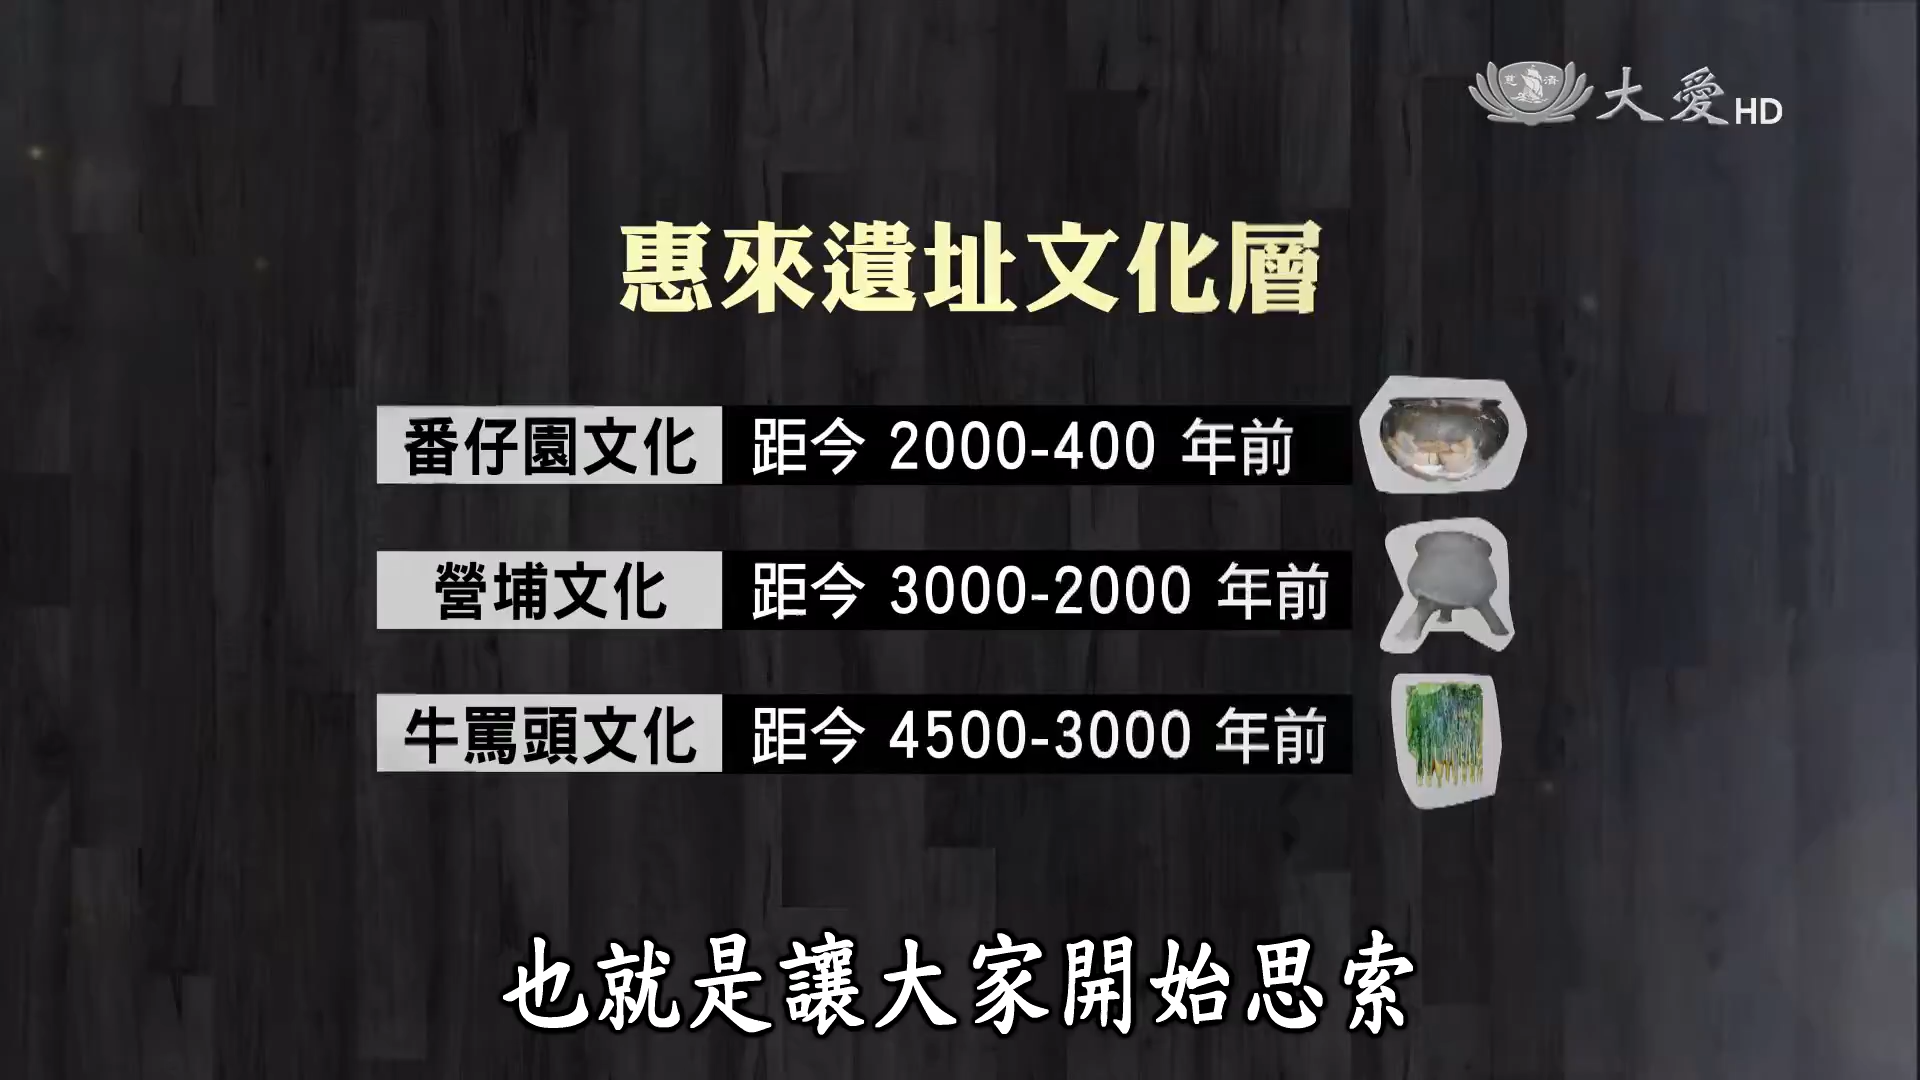 慈濟
大愛HD
惠來遺址文化層
番仔園文化 距今 2000-400 年前
營埔文化 距今 3000-2000 年前
牛罵頭文化 距今 4500-3000 年前
也就是讓大家開始思索